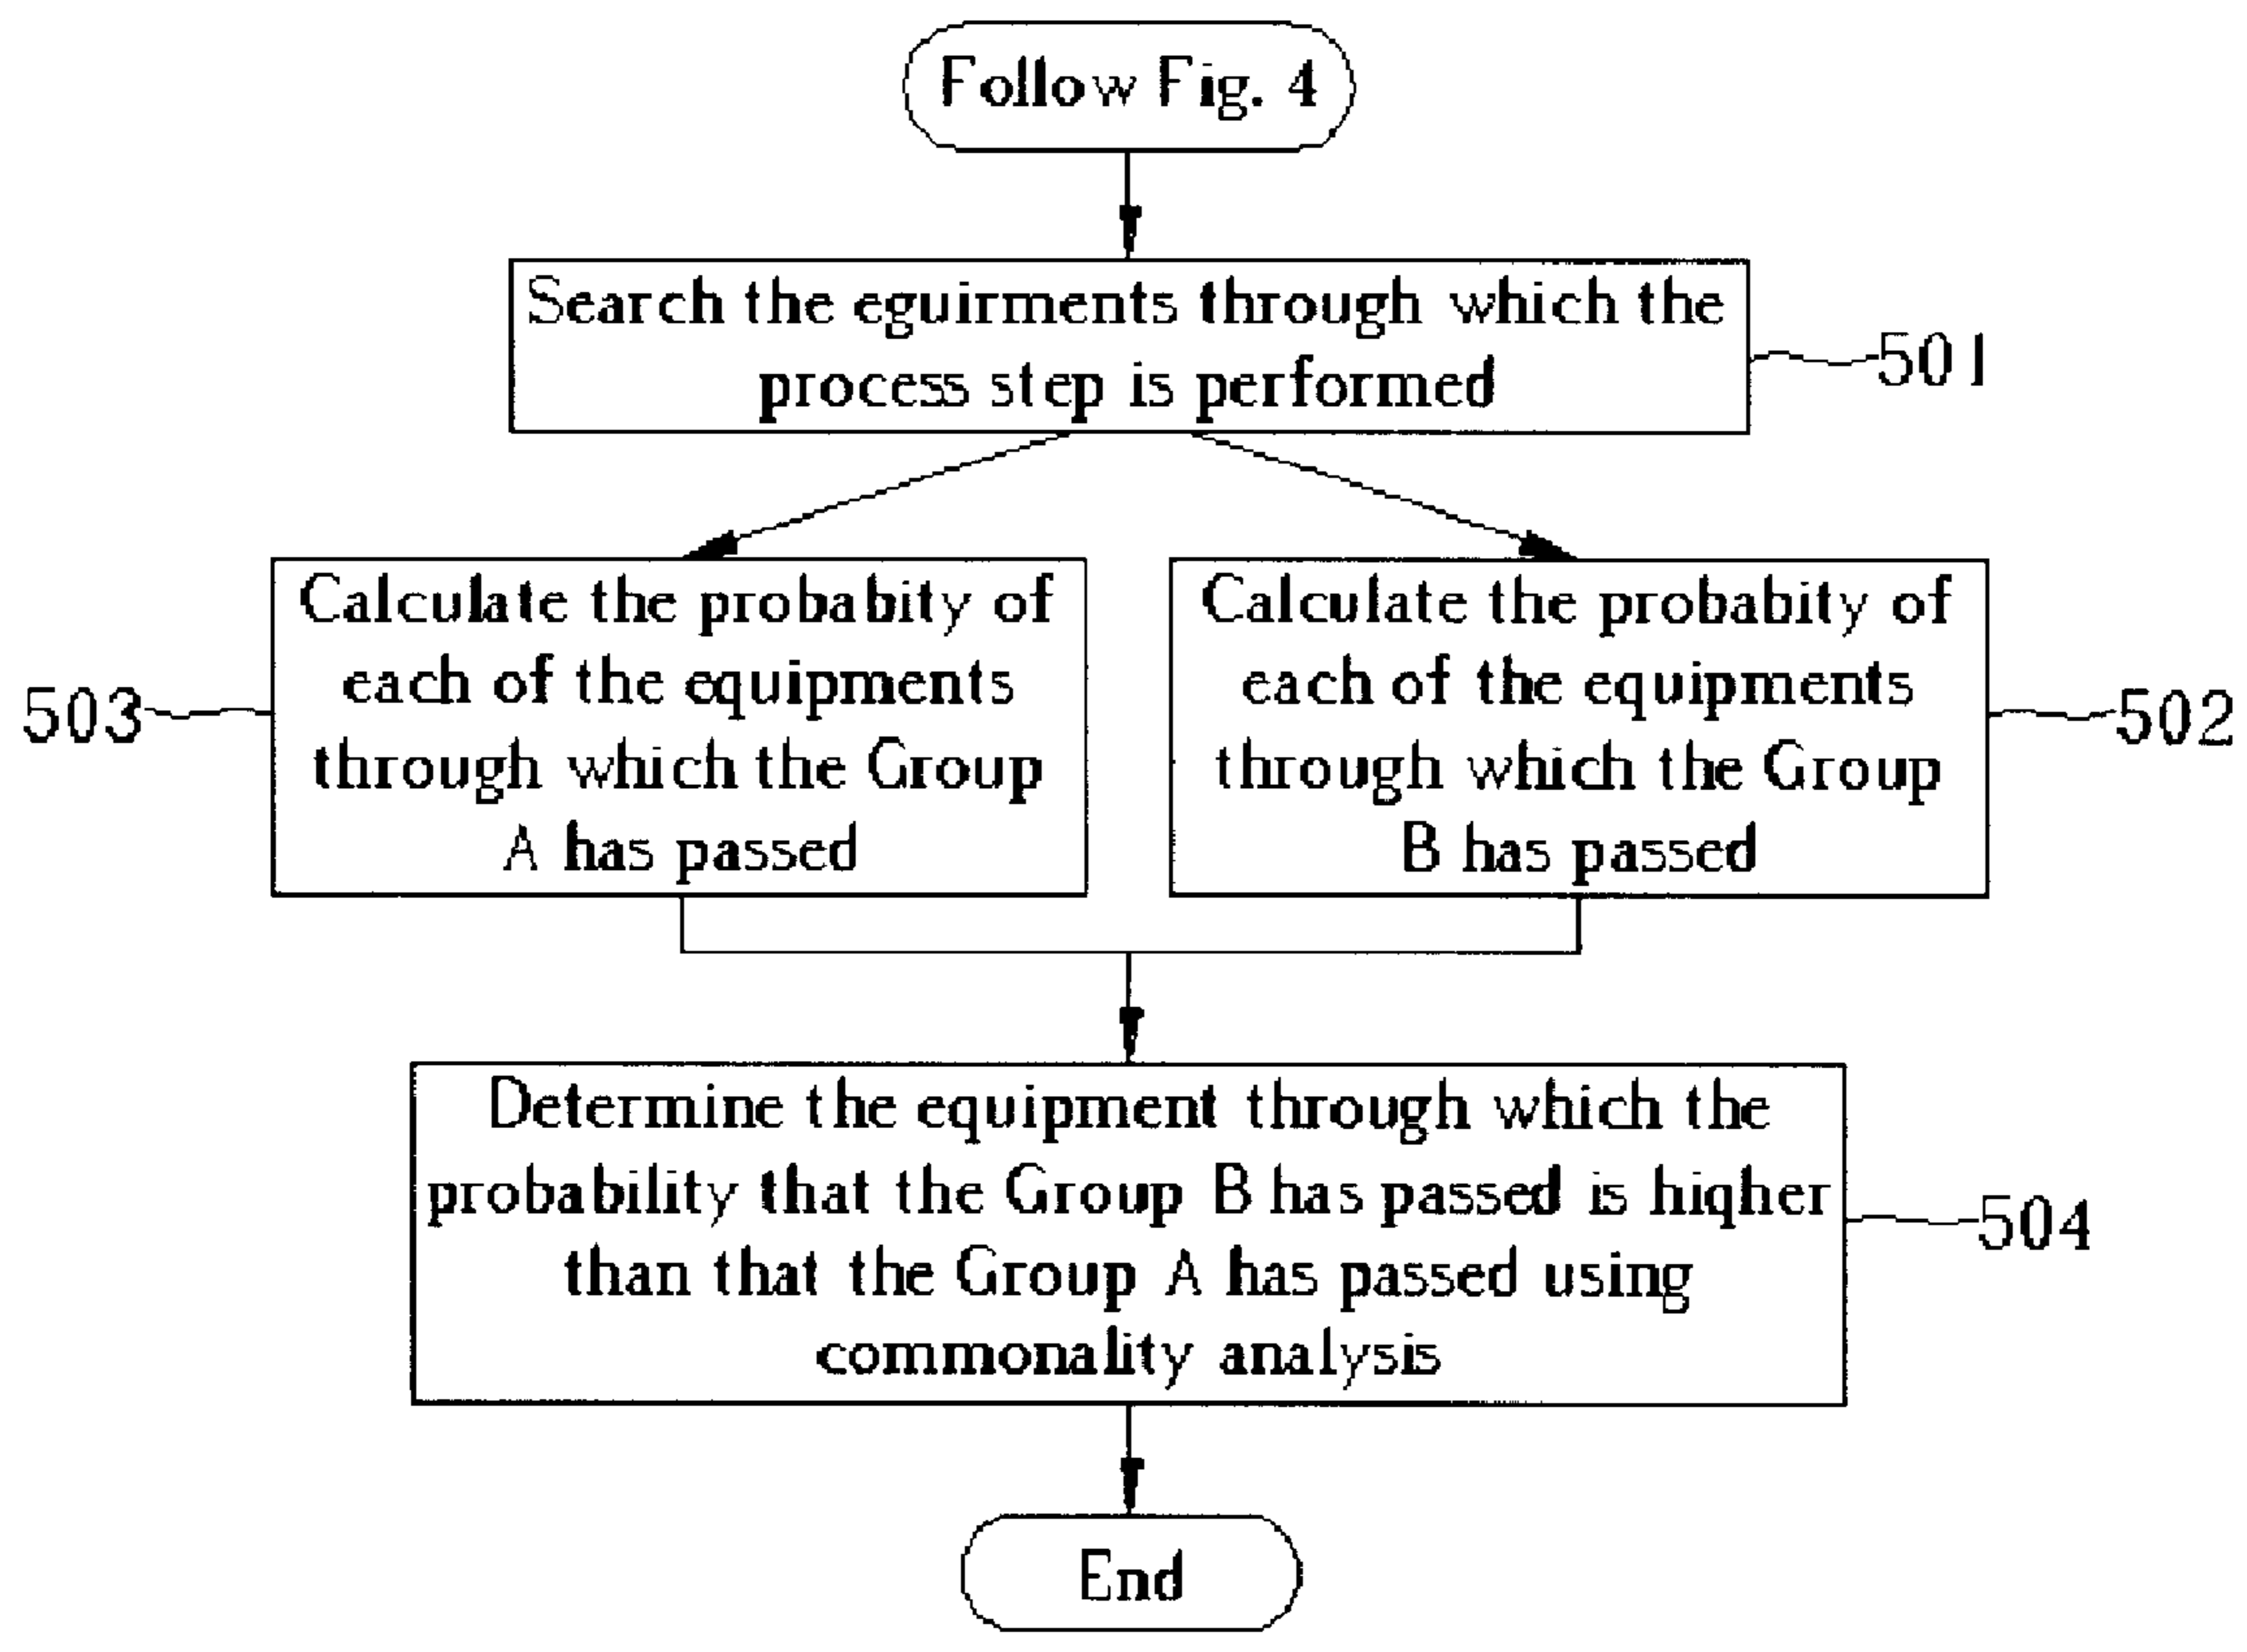 Follow Fig. 4
Search the eguirments through which the
process step is performed
501
Calculate the probabity of
each of the equipments
through which the Group
A has passed
503
Calculate the probabity of
each of the equipments
through which the Group
B has passed
502
Determine the equipment through which the
probability that the Group B has passed is hiqher
than that the Group A has passed using
commonality analysis
504
End